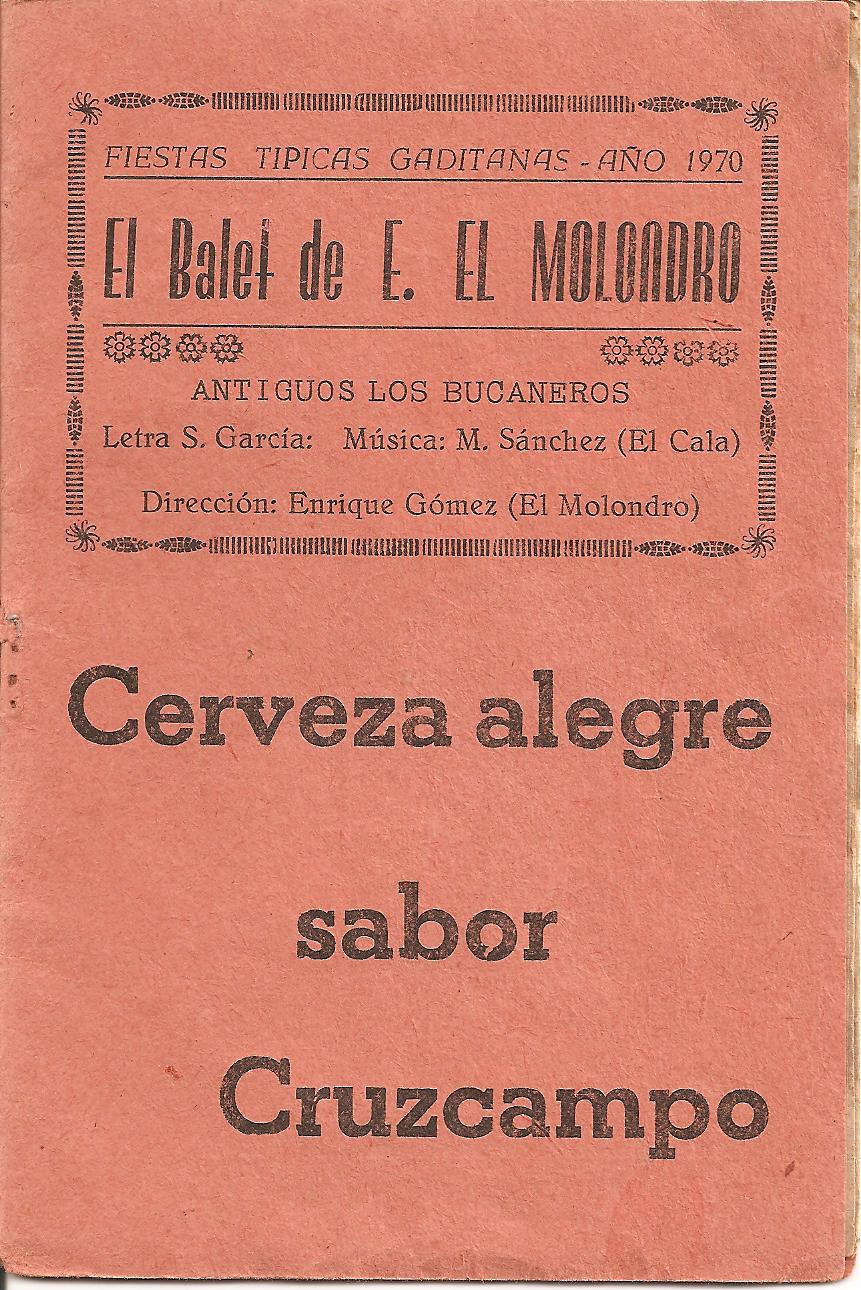 FIESTAS TIPICAS GADITANAS - AÑO 1970
El Balet de E. EL MOLONDRO
ANTIGUOS LOS BUCANEROS
Letra S. García: Música: M. Sánchez (El Cala)
Dirección: Enrique Gómez (El Molondro)
Cerveza alegre
sabor
Cruzcampo